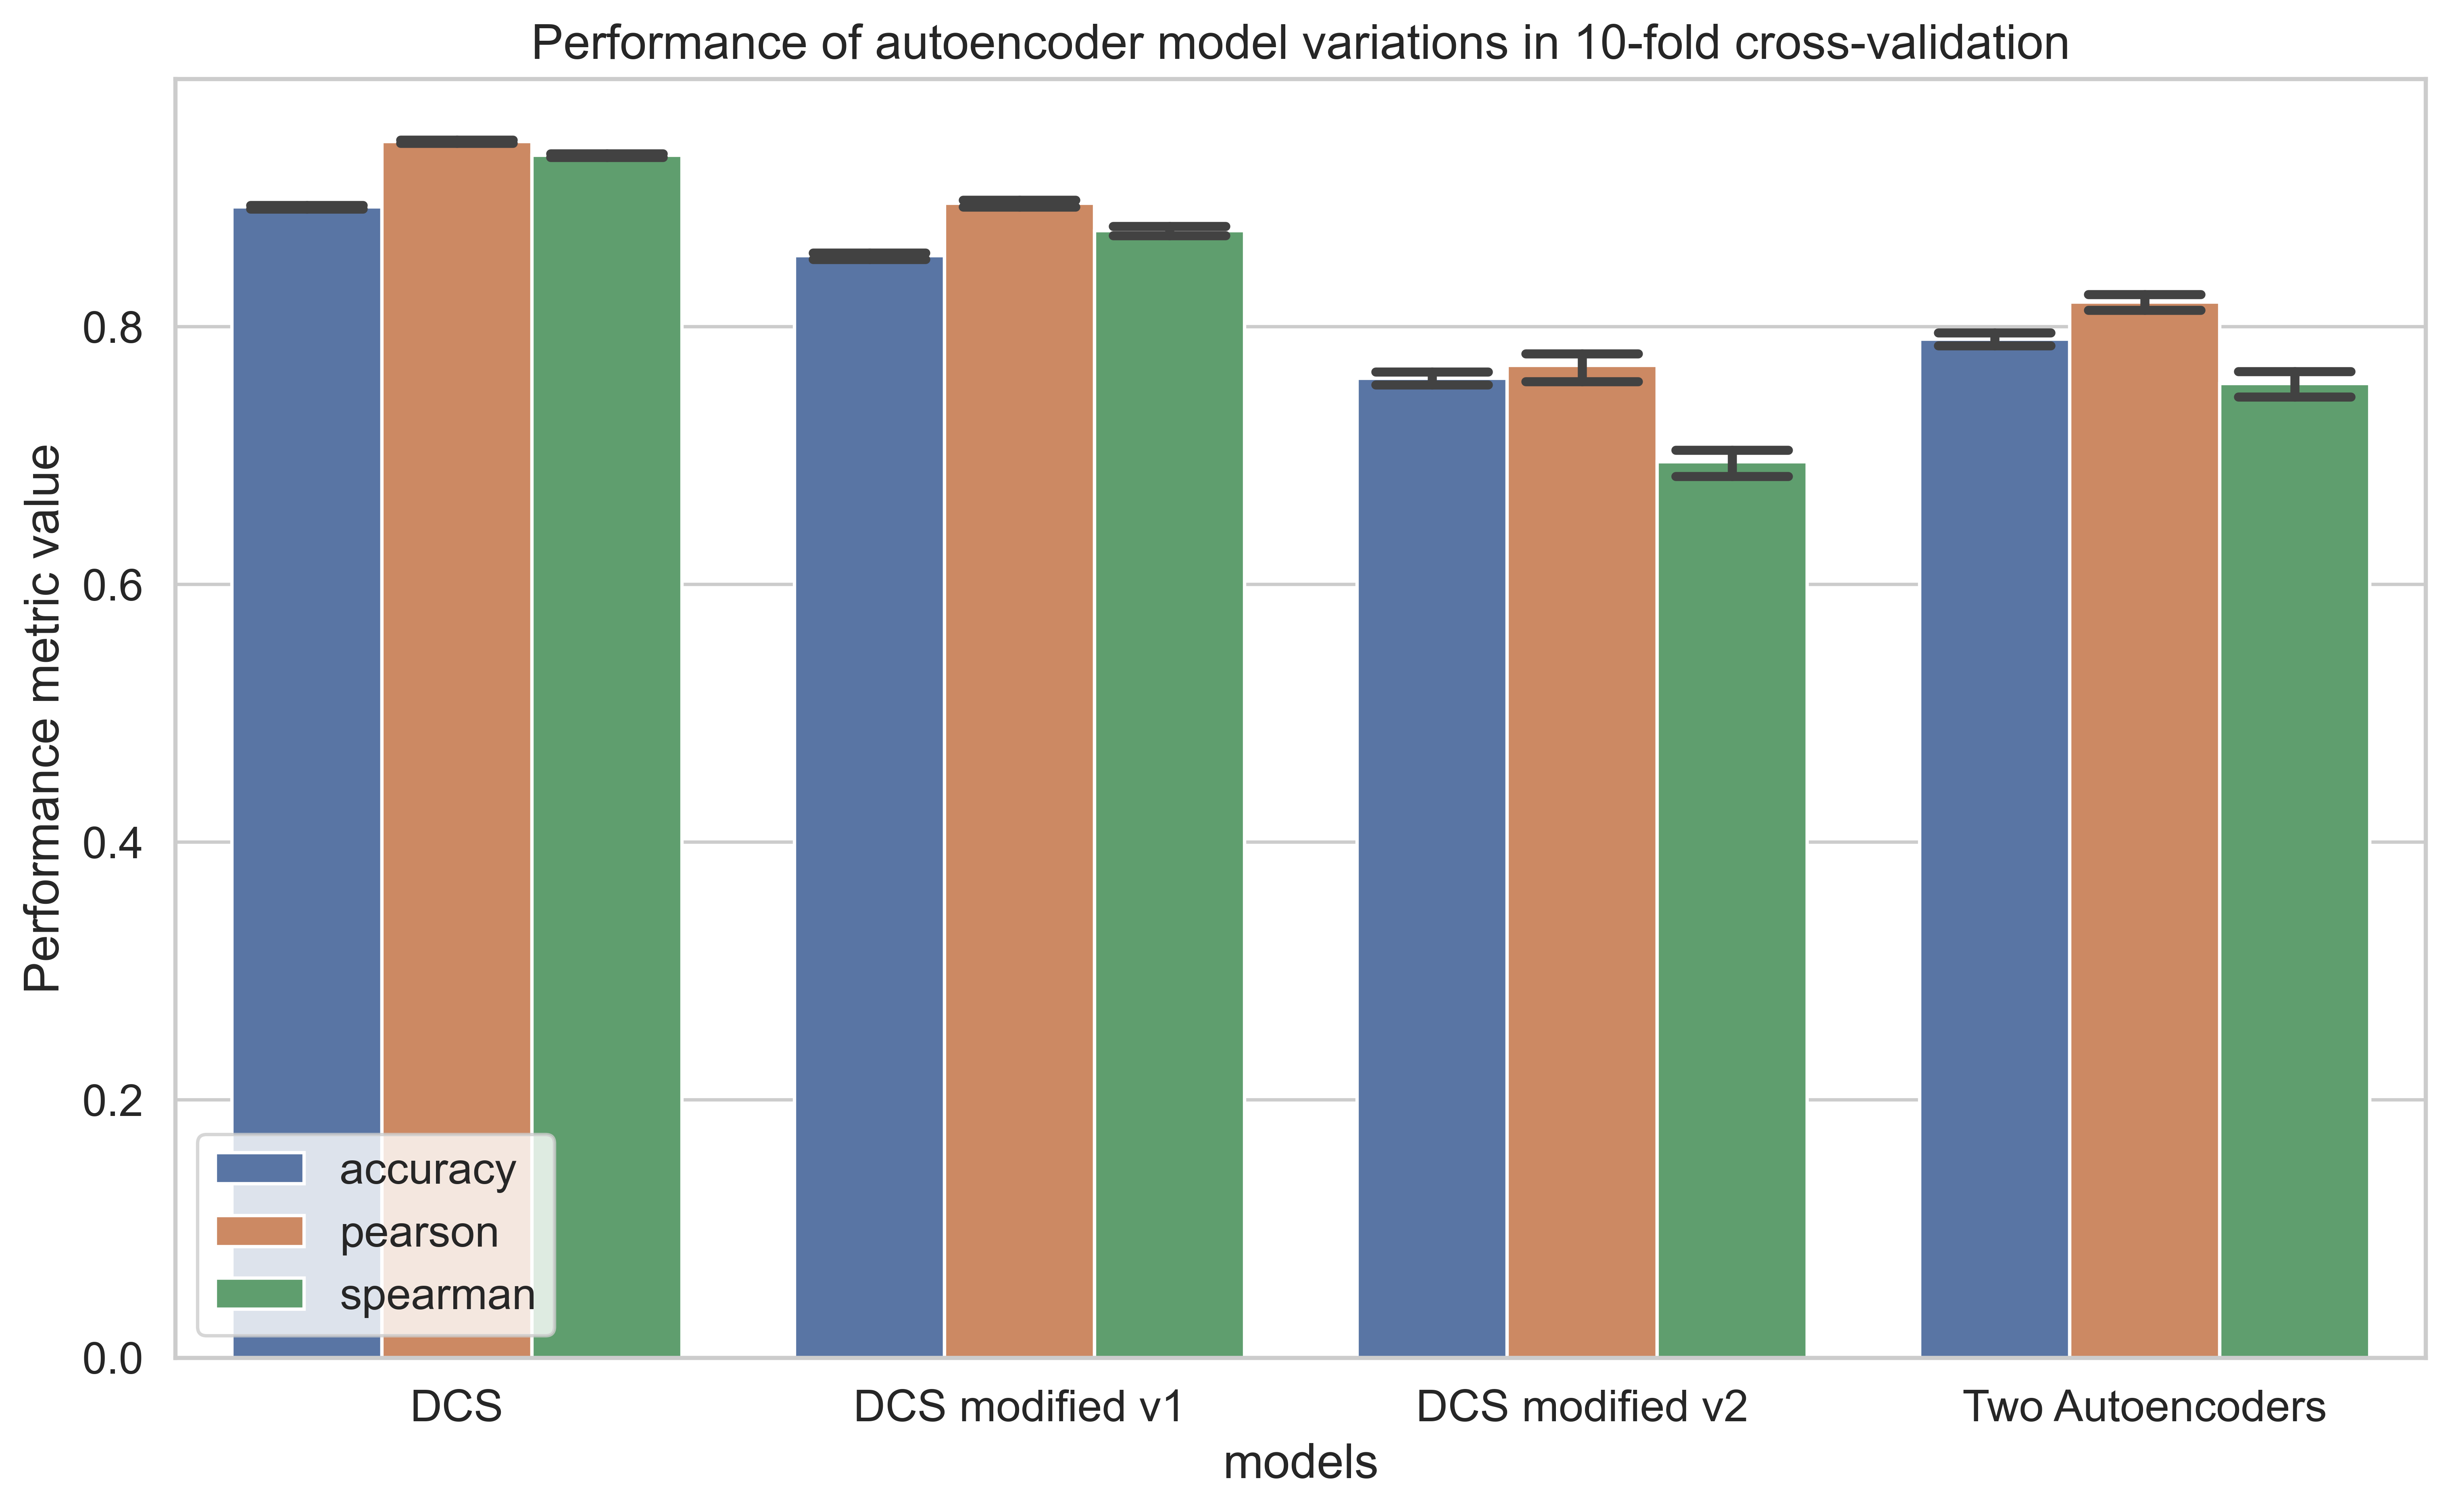 Performance of autoencoder model variations in 10-fold cross-validation
Performance metric value
0.8
0.6
0.4
0.2
0.0
accuracy
pearson
spearman
DCS
DCS modified v1
DCS modified v2
Two Autoencoders
models